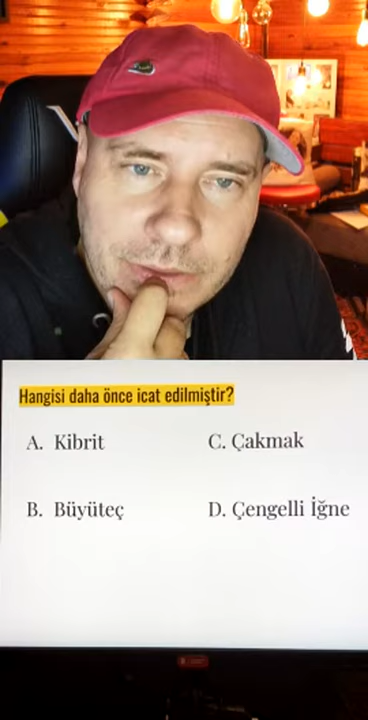 Hangisi daha önce icat edilmiştir?
A. Kibrit
C. Çakmak
B. Büyüteç
D. Çengelli İğne